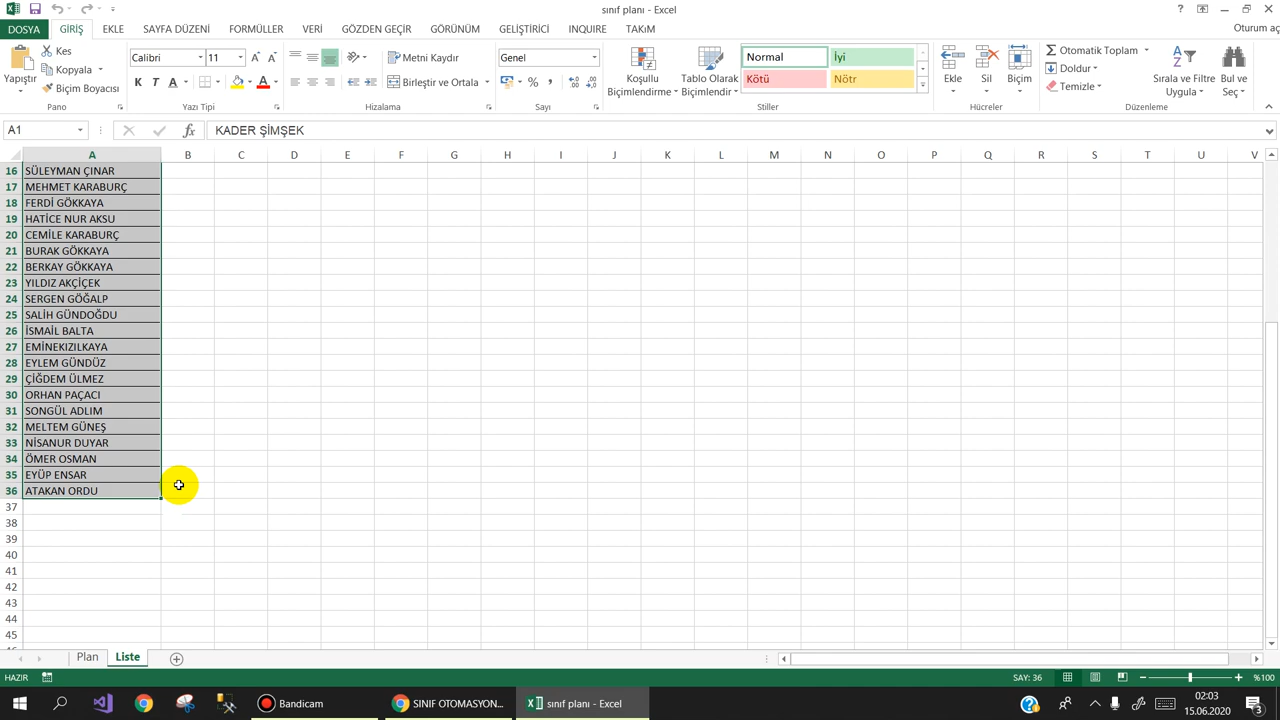 sınıf planı - Excel
Oturum aç
DOSYA GİRİŞ EKLE SAYFA DÜZENİ FORMÜLLER VERİ GÖZDEN GEÇİR GÖRÜNÜM GELİŞTİRİCİ INQUIRE TAKıM
Yapıştır
Kes
Kopyala
Biçim Boyacısı
Pano
Calibri 11
K T A
Yazı Tipi
Metni Kaydır
Birleştir ve Ortala
Hizalama
Genel
Sayı
Koşullu Biçimlendirme
Tablo Olarak Biçimlendir
Normal İyi
Kötü Nötr
Stiller
Ekle Sil Biçim
Hücreler
Otomatik Toplam
Doldur
Temizle
Sırala ve Filtre Uygula
Bul ve Seç
Düzenleme
A1 fx KADER ŞİMŞEK
A B C D E F G H I J K L M N O P Q R S T U V
16 SÜLEYMAN ÇINAR
17 MEHMET KARABURÇ
18 FERDİ GÖKKAYA
19 HATİCE NUR AKSU
20 CEMİLE KARABURÇ
21 BURAK GÖKKAYA
22 BERKAY GÖKKAYA
23 YILDIZ AKÇİÇEK
24 SERGEN GÖĞALP
25 SALİH GÜNDOĞDU
26 İSMAİL BALTA
27 EMİNEKIZILKAYA
28 EYLEM GÜNDÜZ
29 ÇİĞDEM ÜLMEZ
30 ORHAN PAÇACI
31 SONGÜL ADLIM
32 MELTEM GÜNEŞ
33 NİSANUR DUYAR
34 ÖMER OSMAN
35 EYÜP ENSAR
36 ATAKAN ORDU
37
38
39
40
41
42
43
44
45
Plan Liste
HAZIR SAY: 36 %100
Bandicam SINIF OTOMASYON... sınıf planı - Excel
02:03
15.06.2020
3